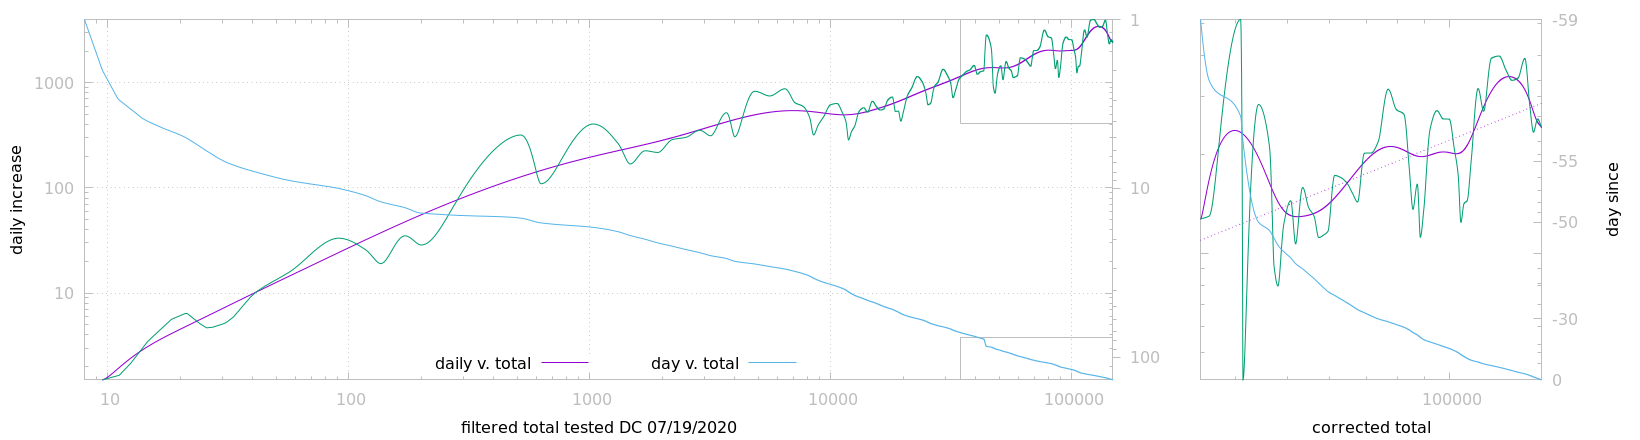 daily increase
1000
100
10
10
100
1000
10000
100000
1
10
100
daily v. total
day v. total
filtered total tested DC 07/19/2020
-59
-55
-50
-30
0
day since
100000
corrected total